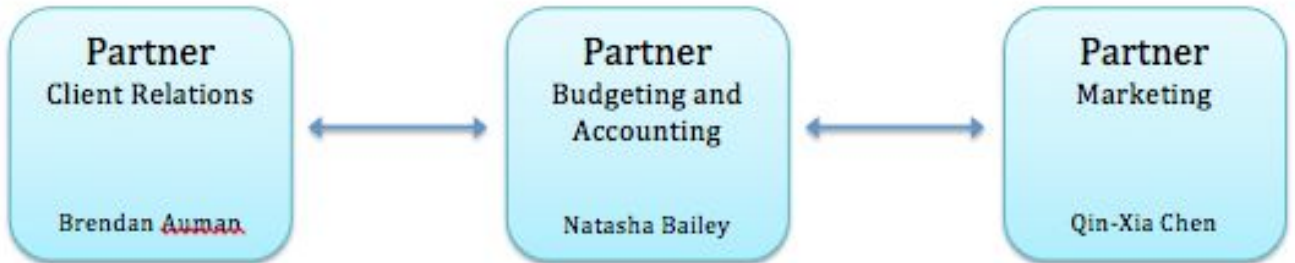 Partner
Client Relations
Brendan Auman
Partner
Budgeting and
Accounting
Natasha Bailey
Partner
Marketing
Qin-Xia Chen